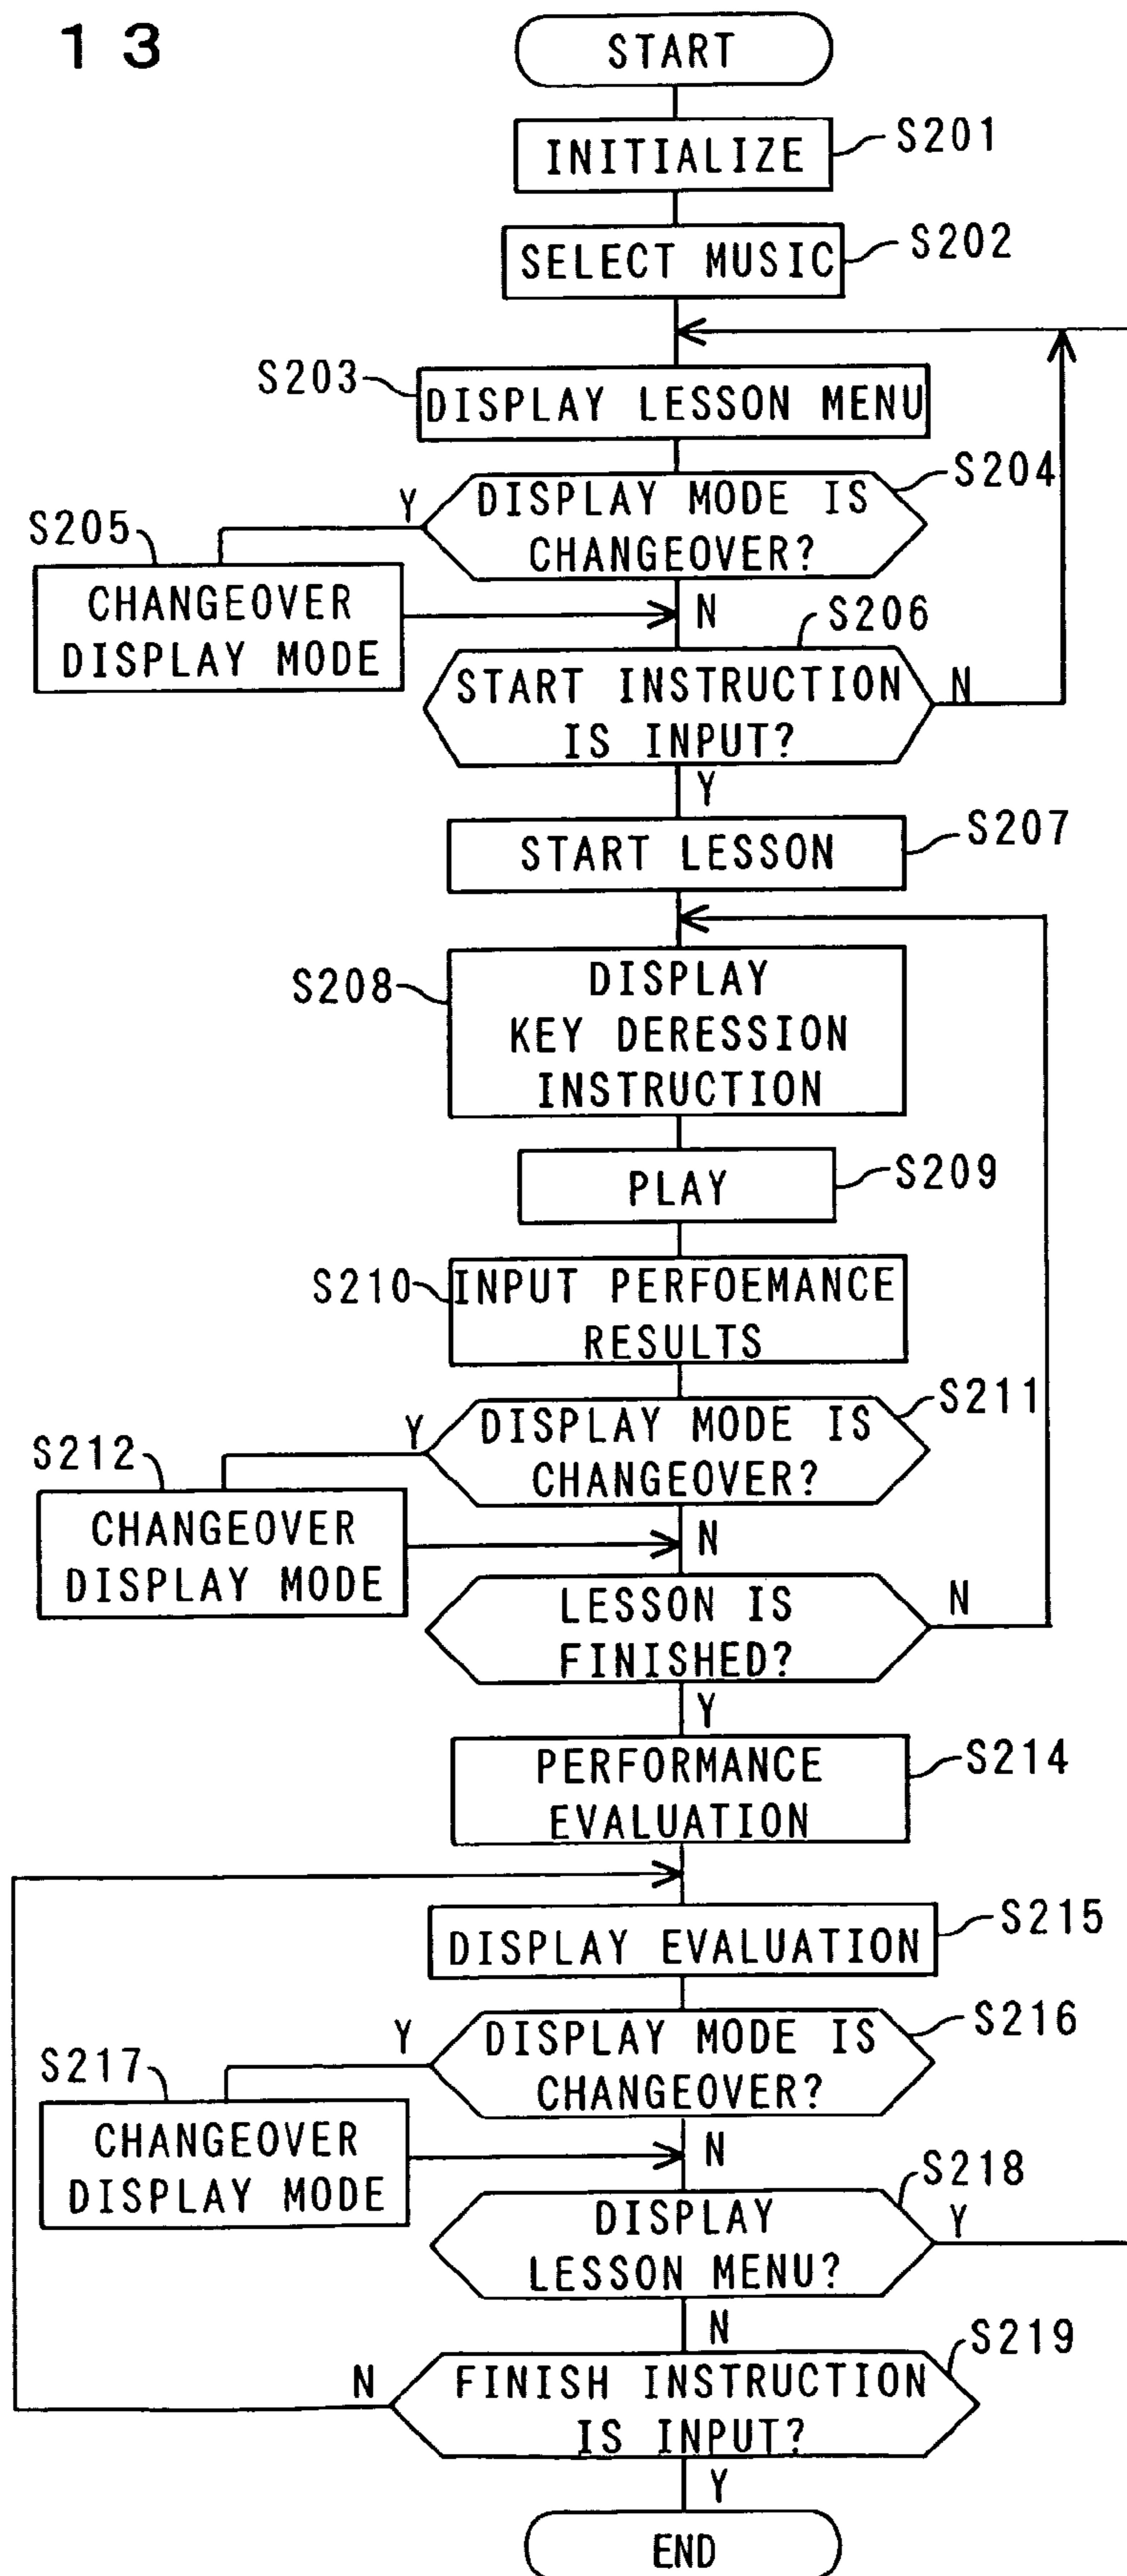 13
START
INITIALIZE
S201
SELECT MUSIC
S202
S203
DISPLAY LESSON MENU
S204
Y
DISPLAY MODE IS
CHANGEOVER?
S205
CHANGEOVER
DISPLAY MODE
N
S206
START INSTRUCTION
IS INPUT?
N
Y
START LESSON
S207
S208
DISPLAY
KEY DERESSION
INSTRUCTION
PLAY
S209
S210
INPUT PERFOEMANCE
RESULTS
S211
Y
DISPLAY MODE IS
CHANGEOVER?
S212
CHANGEOVER
DISPLAY MODE
N
LESSON IS
FINISHED?
N
Y
PERFORMANCE
EVALUATION
S214
DISPLAY EVALUATION
S215
Y
DISPLAY MODE IS
CHANGEOVER?
S216
S217
CHANGEOVER
DISPLAY MODE
N
S218
DISPLAY
LESSON MENU?
Y
N
S219
N
FINISH INSTRUCTION
IS INPUT?
Y
END